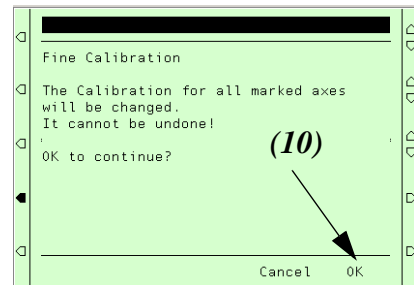 Fine Calibration
The Calibration for all marked axes
will be changed.
It cannot be undone!
OK to continue?
(10)
Cancel OK